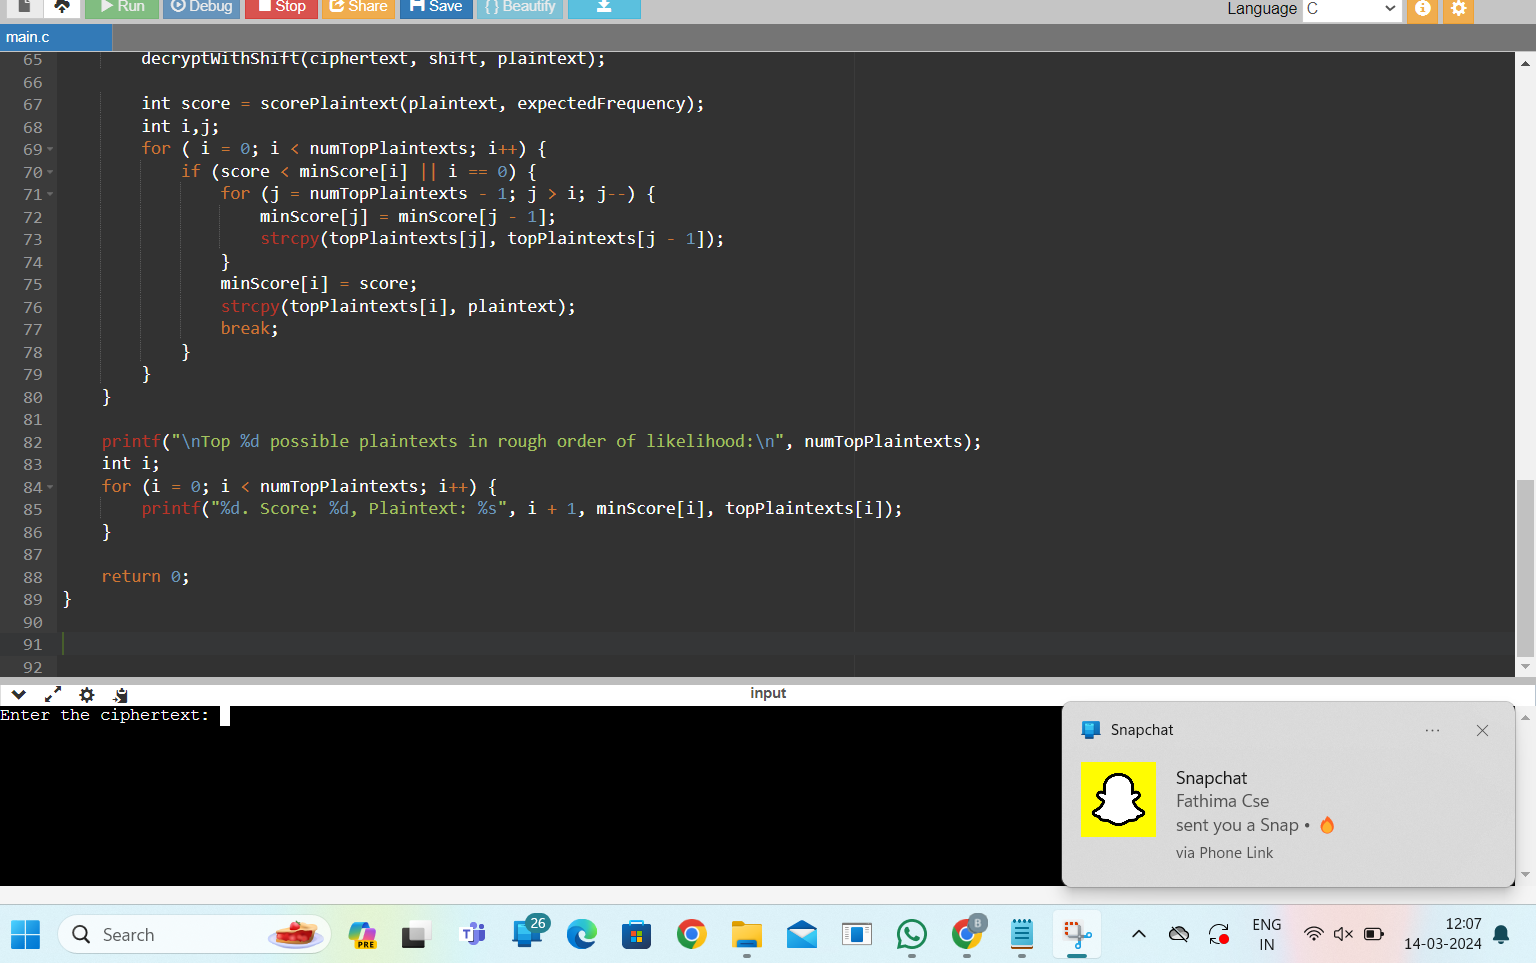 Run Debug Stop Share Save { } Beautify Language C
main.c
65 decryptWithShift(ciphertext, shift, plaintext);
66
67 int score = scorePlaintext(plaintext, expectedFrequency);
68 int i,j;
69 for ( i = 0; i < numTopPlaintexts; i++) {
70 if (score < minScore[i] || i == 0) {
71 for (j = numTopPlaintexts - 1; j > i; j--) {
72 minScore[j] = minScore[j - 1];
73 strcpy(topPlaintexts[j], topPlaintexts[j - 1]);
74 }
75 minScore[i] = score;
76 strcpy(topPlaintexts[i], plaintext);
77 break;
78 }
79 }
80 }
81
82 printf("\nTop %d possible plaintexts in rough order of likelihood:\n", numTopPlaintexts);
83 int i;
84 for (i = 0; i < numTopPlaintexts; i++) {
85 printf("%d. Score: %d, Plaintext: %s", i + 1, minScore[i], topPlaintexts[i]);
86 }
87
88 return 0;
89 }
90
91
92
input
Enter the ciphertext:
Snapchat
Snapchat
Fathima Cse
sent you a Snap •
via Phone Link
Search PRE 26 B ENG 12:07
IN 14-03-2024